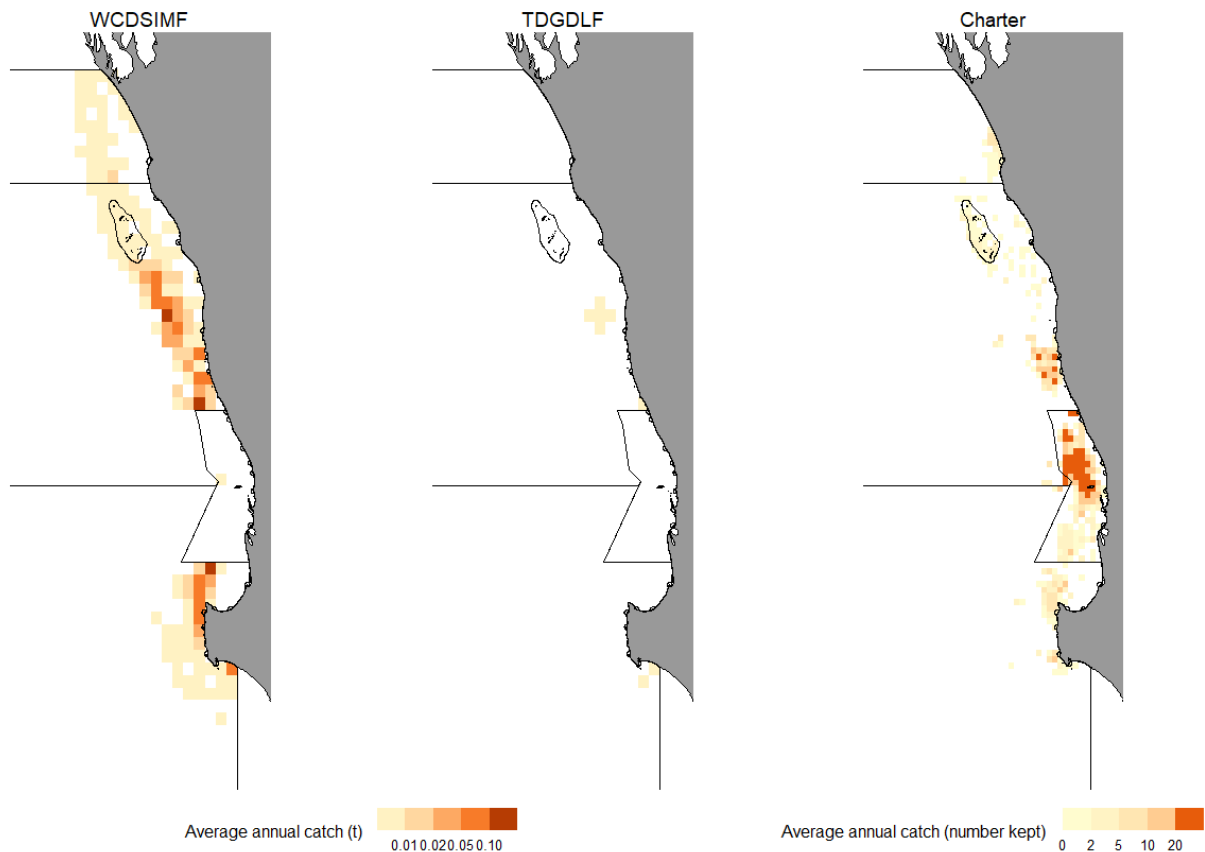 WCDSIMF
TDGDLF
Charter
Average annual catch (t)
0.01 0.02 0.05 0.10
Average annual catch (number kept)
0 2 5 10 20